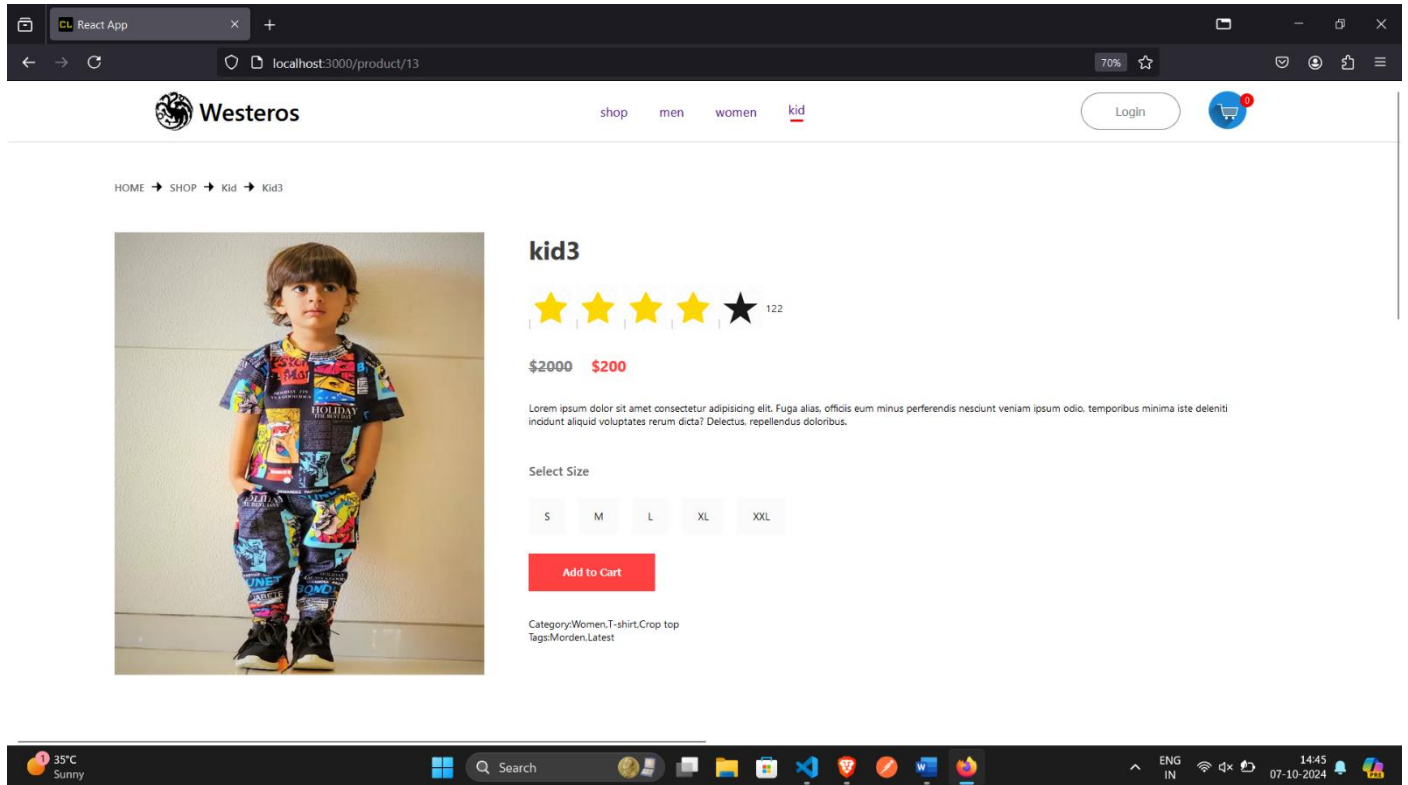 CL React App
localhost:3000/product/13
70%
Westeros
shop men women kid
Login
0
HOME SHOP Kid Kid3
kid3
122
$2000 $200
Lorem ipsum dolor sit amet consectetur adipisicing elit. Fuga alias, officiis eum minus perferendis nesciunt veniam ipsum odio, temporibus minima iste deleniti
incidunt aliquid voluptates rerum dicta? Delectus, repellendus doloribus.
HOLIDAY
Select Size
S M L XL XXL
Add to Cart
Category:Women,T-shirt,Crop top
Tags:Morden,Latest
1
35°C
Sunny
Search
W
ENG
IN
14:45
07-10-2024
PRE